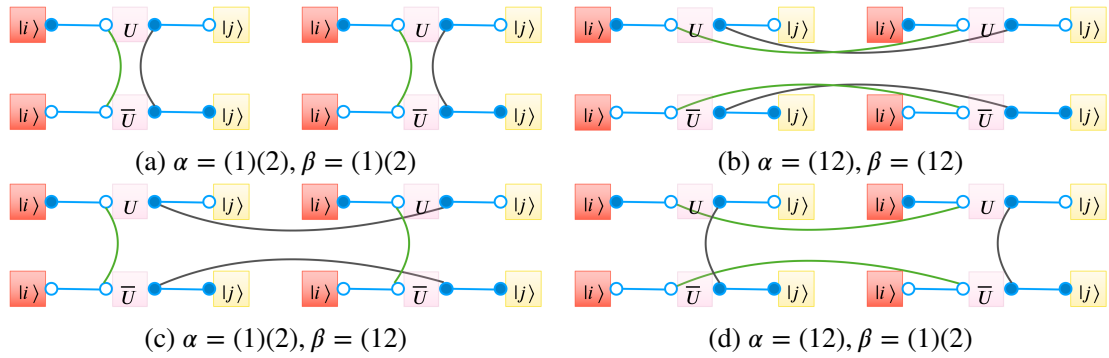 |i⟩ U |j⟩ |i⟩ U |j⟩ |i⟩ U |j⟩ |i⟩ U |j⟩
|i⟩ U̅ |j⟩ |i⟩ U̅ |j⟩ |i⟩ U̅ |j⟩ |i⟩ U̅ |j⟩
(a) α = (1)(2), β = (1)(2)
(b) α = (12), β = (12)
|i⟩ U |j⟩ |i⟩ U |j⟩ |i⟩ U |j⟩ |i⟩ U |j⟩
|i⟩ U̅ |j⟩ |i⟩ U̅ |j⟩ |i⟩ U̅ |j⟩ |i⟩ U̅ |j⟩
(c) α = (1)(2), β = (12)
(d) α = (12), β = (1)(2)